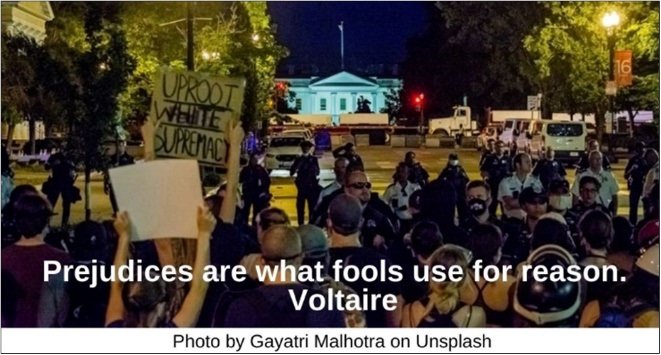 16
UPROOT
WHITE
SUPREMACY
Prejudices are what fools use for reason.
Voltaire
Photo by Gayatri Malhotra on Unsplash